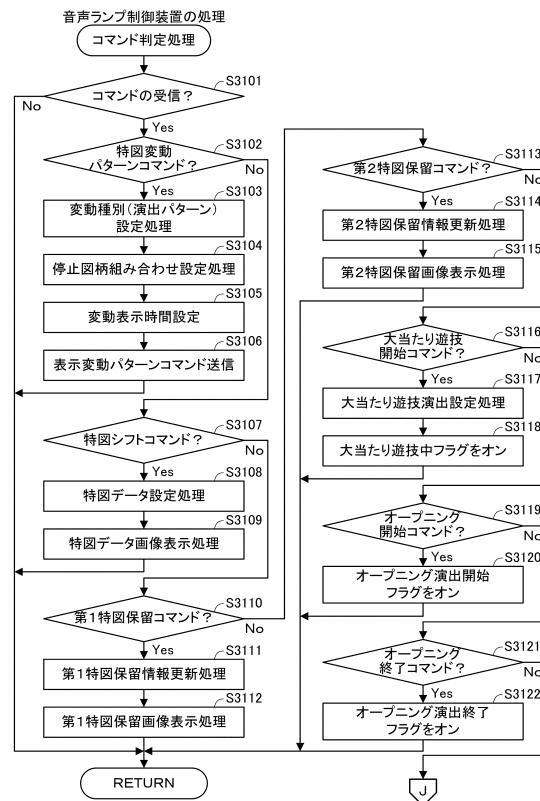 音声ランプ制御装置の処理
コマンド判定処理
S3101
コマンドの受信？
No
Yes
S3102
特図変動
パターンコマンド？
No
Yes
S3103
変動種別（演出パターン）
設定処理
S3104
停止図柄組み合わせ設定処理
S3105
変動表示時間設定
S3106
表示変動パターンコマンド送信
S3107
特図シフトコマンド？
No
Yes
S3108
特図データ設定処理
S3109
特図データ画像表示処理
S3110
第1特図保留コマンド？
No
Yes
S3111
第1特図保留情報更新処理
S3112
第1特図保留画像表示処理
RETURN
S3113
第2特図保留コマンド？
No
Yes
S3114
第2特図保留情報更新処理
S3115
第2特図保留画像表示処理
S3116
大当たり遊技
開始コマンド？
No
Yes
S3117
大当たり遊技演出設定処理
S3118
大当たり遊技中フラグをオン
S3119
オープニング
開始コマンド？
No
Yes
S3120
オープニング演出開始
フラグをオン
S3121
オープニング
終了コマンド？
No
Yes
S3122
オープニング演出終了
フラグをオン
J